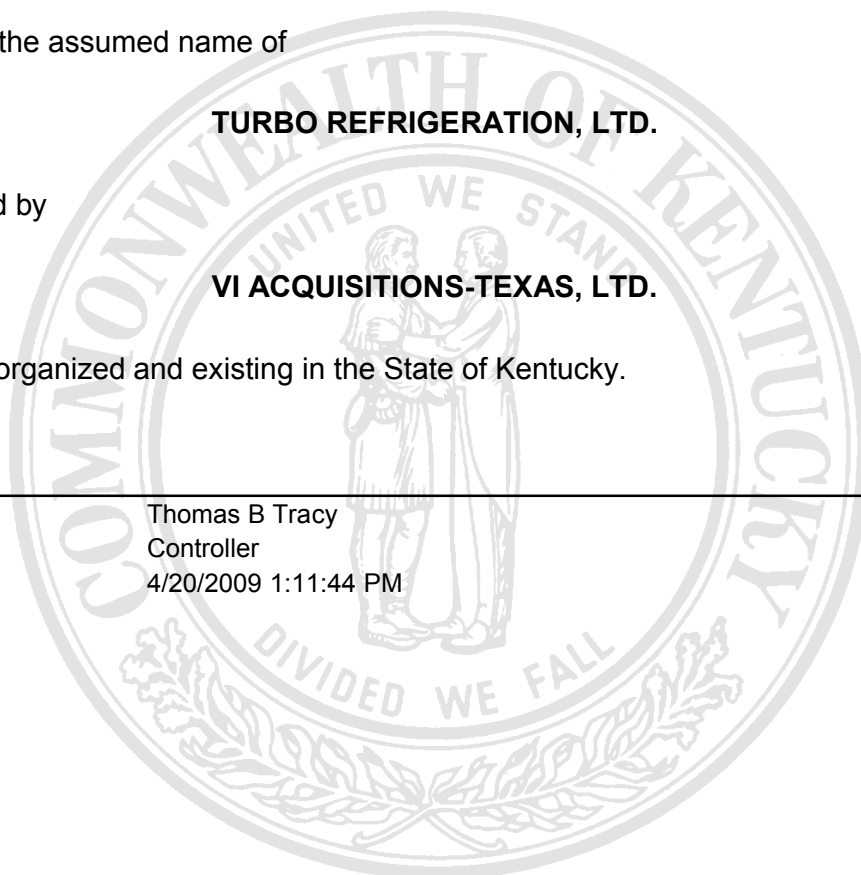 the assumed name of
TURBO REFRIGERATION, LTD.
d by
VI ACQUISITIONS-TEXAS, LTD.
organized and existing in the State of Kentucky.
Thomas B Tracy
Controller
4/20/2009 1:11:44 PM
COMMONWEALTH OF KENTUCKY
UNITED WE STAND
DIVIDED WE FALL